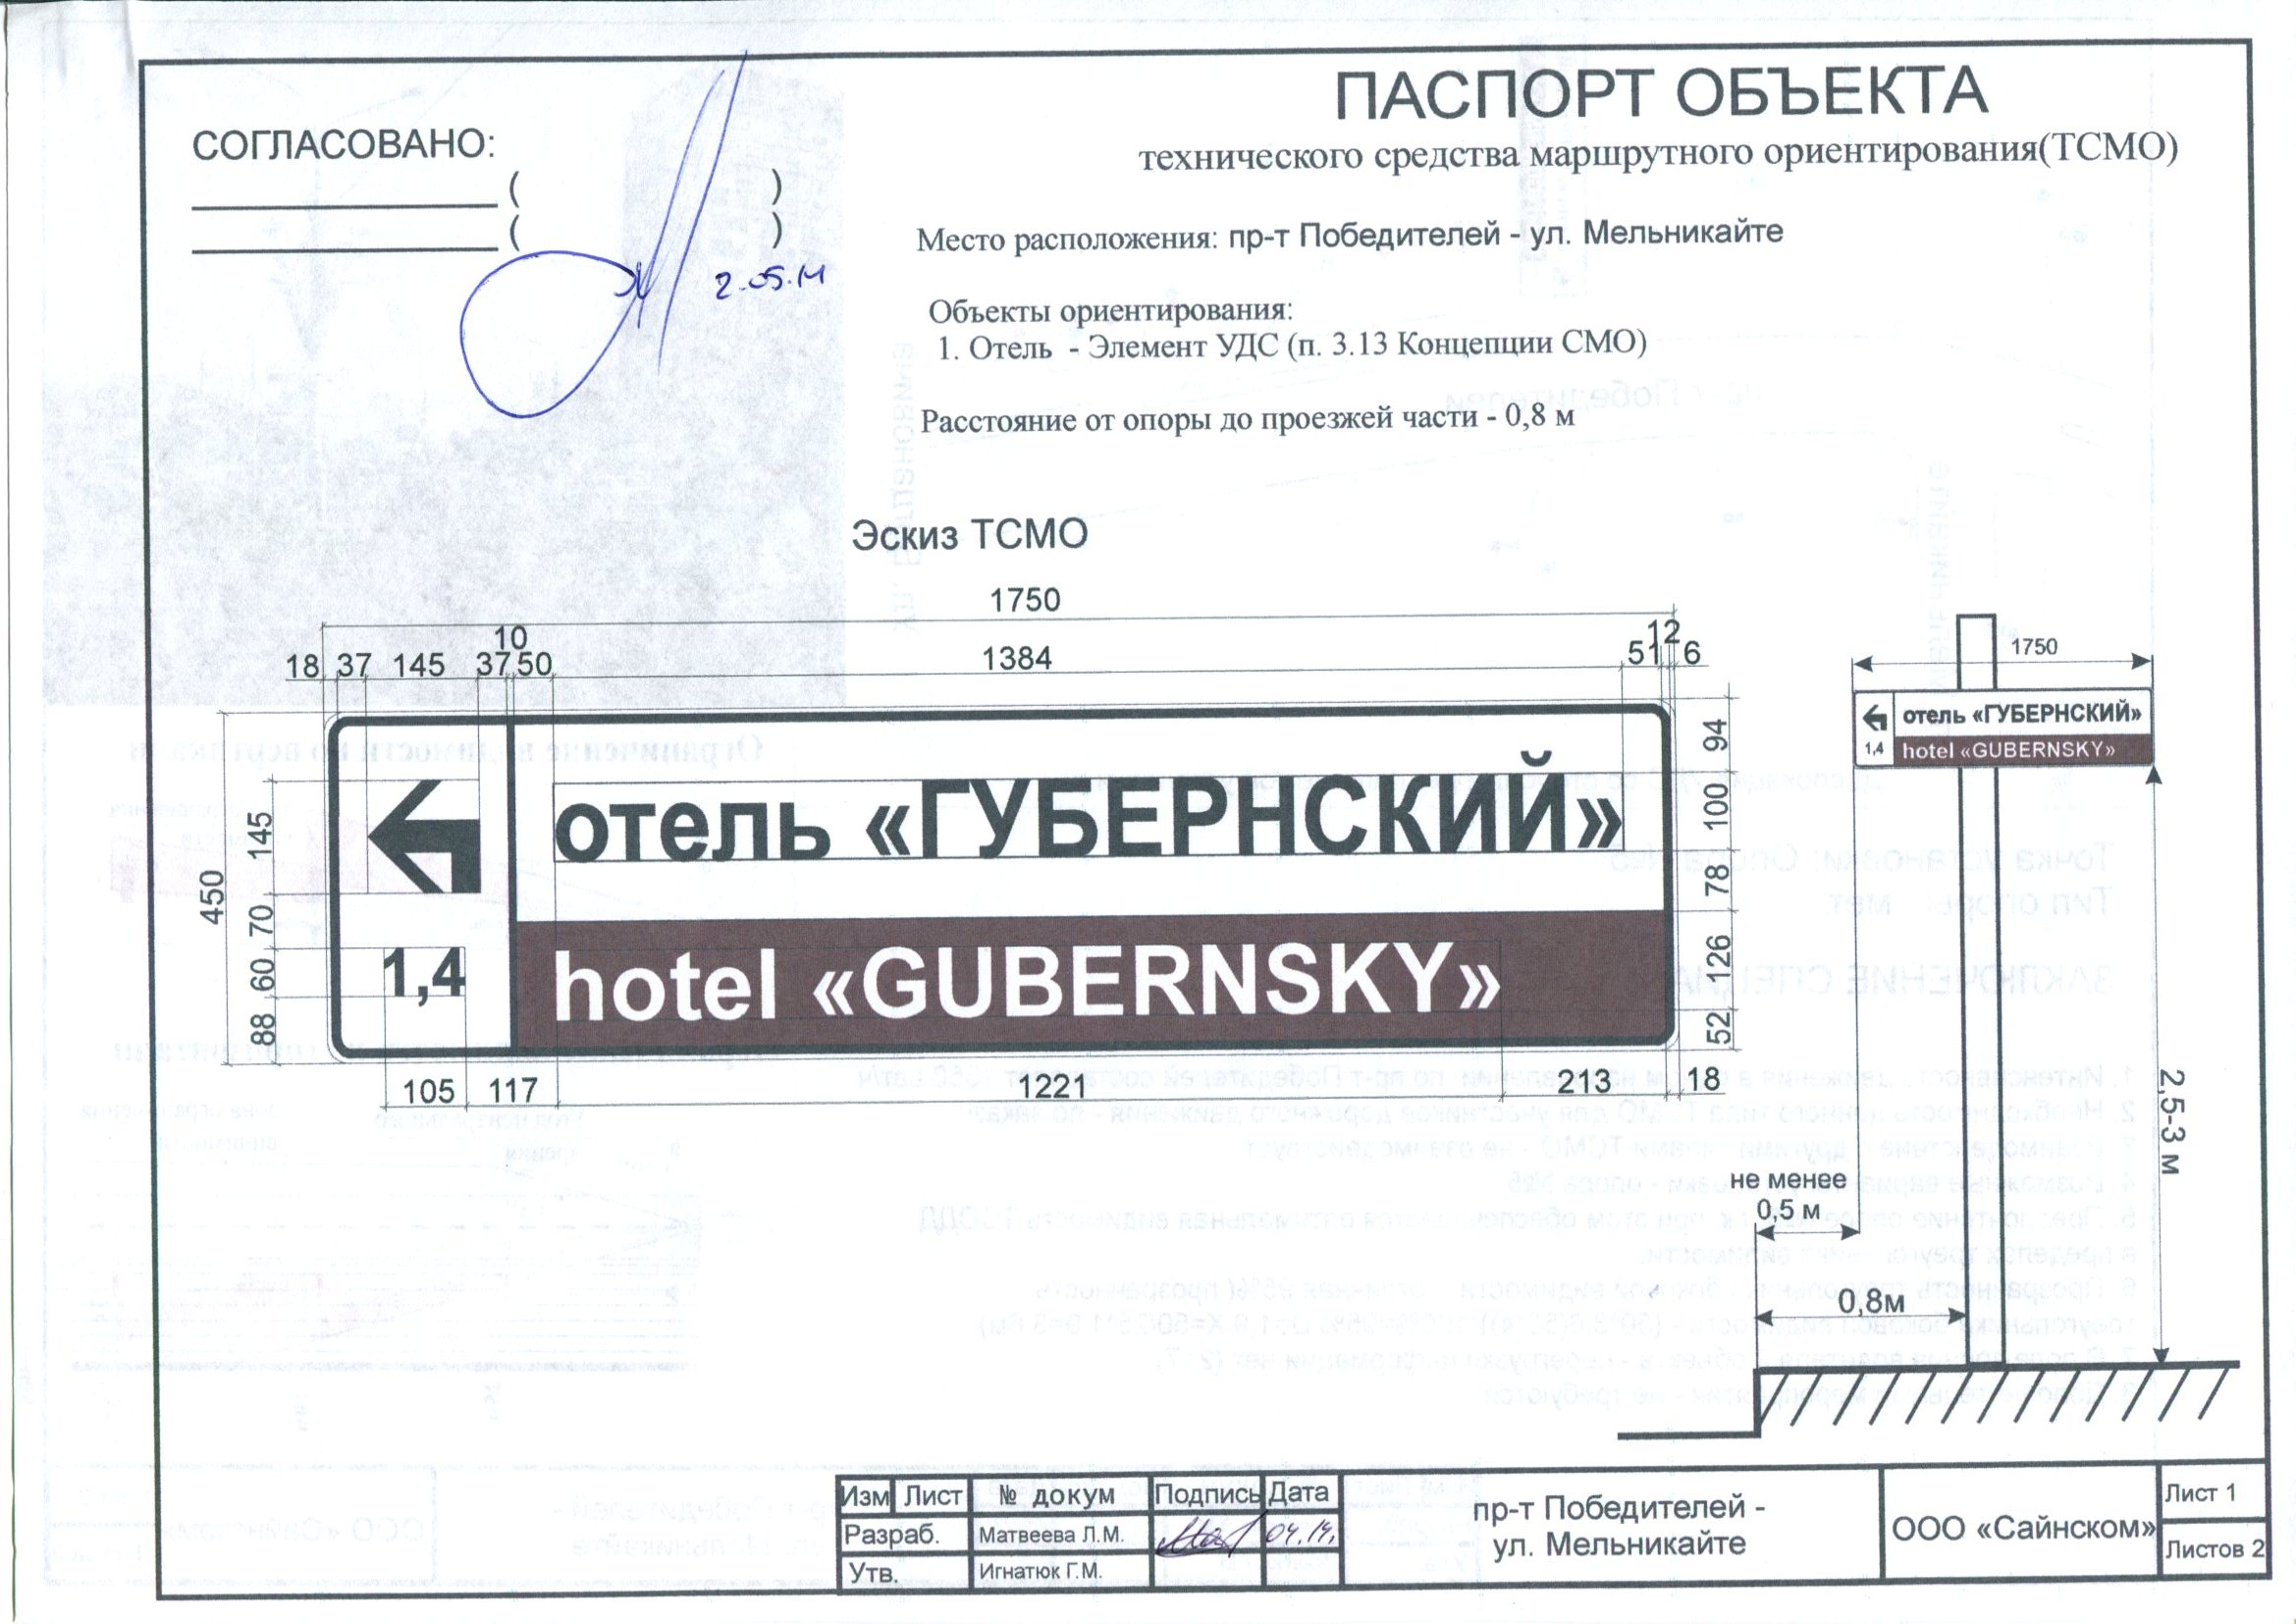 ПАСПОРТ ОБЪЕКТА
технического средства маршрутного ориентирования(ТСМО)
СОГЛАСОВАНО:
( )
( )
2.05.14
Место расположения: пр-т Победителей - ул. Мельникайте
Объекты ориентирования:
1. Отель - Элемент УДС (п. 3.13 Концепции СМО)
Расстояние от опоры до проезжей части - 0,8 м
Эскиз ТСМО
1750
10
12
18 37 145 37 50 1384 51 6
отель «ГУБЕРНСКИЙ»
hotel «GUBERNSKY»
1,4
450
145
70
60
88
94
100
78
126
52
105 117 1221 213 18
1750
отель «ГУБЕРНСКИЙ»
1,4 hotel «GUBERNSKY»
2,5-3 м
не менее
0,5 м
0,8м
Изм Лист № докум Подпись Дата
Разраб. Матвеева Л.М. 04.14.
Утв. Игнатюк Г.М.
пр-т Победителей -
ул. Мельникайте
ООО «Сайнском»
Лист 1
Листов 2